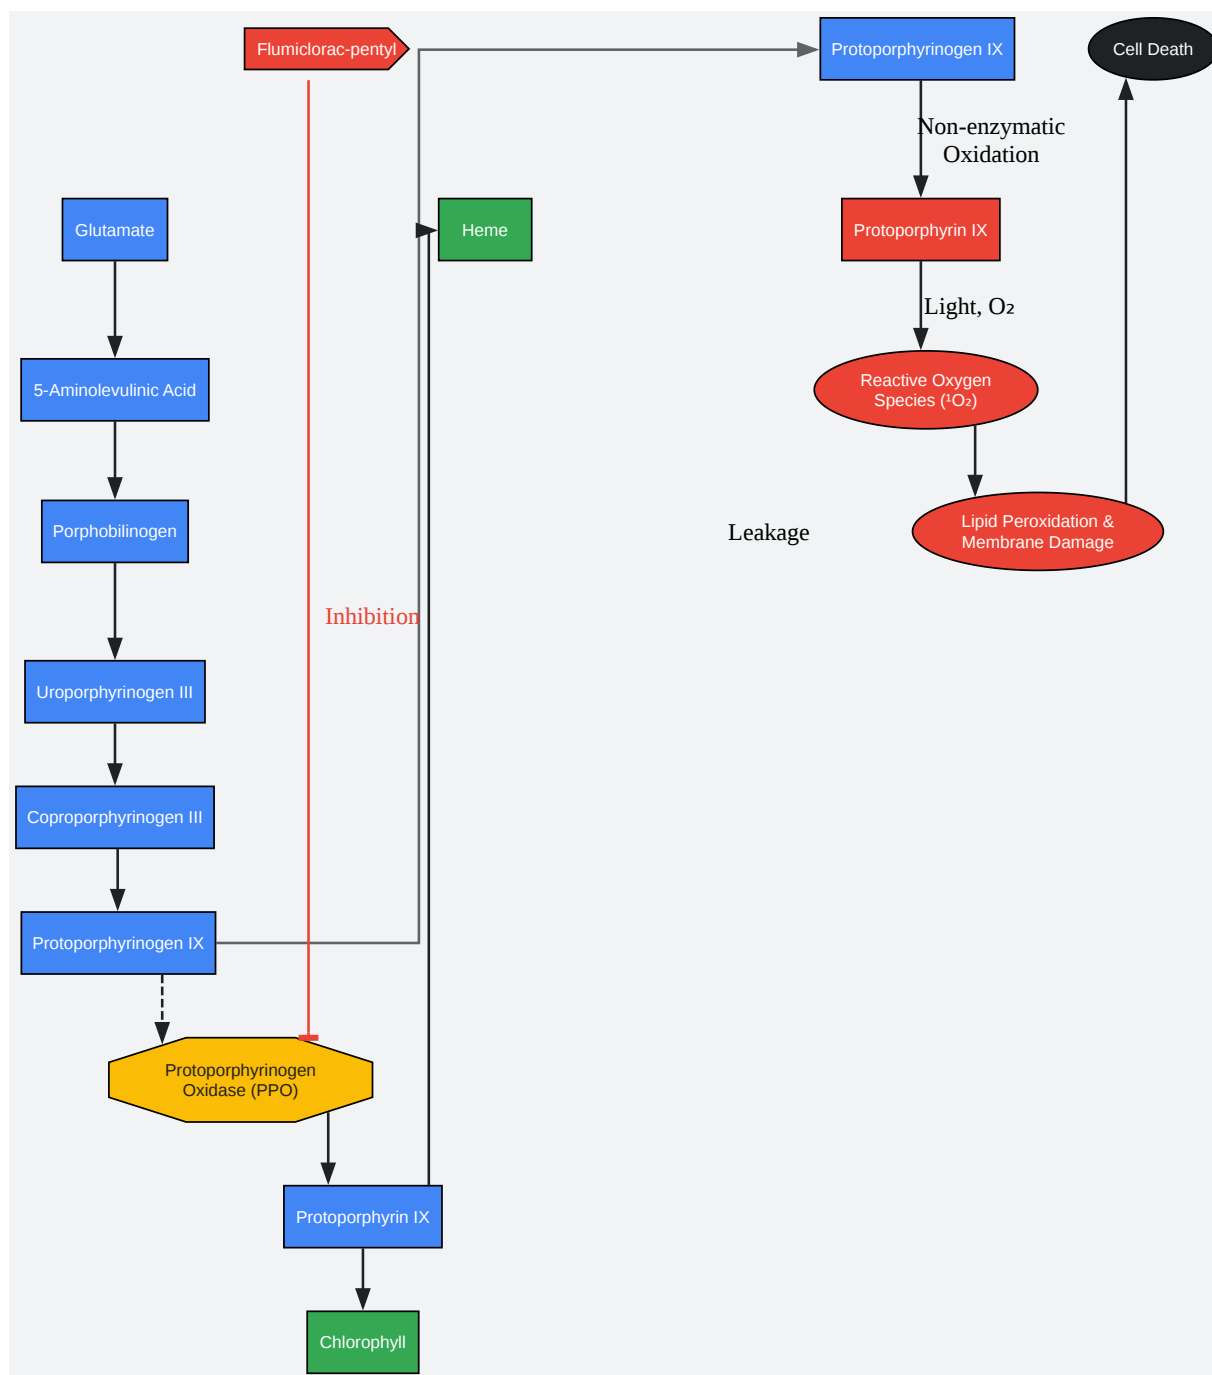 Flumiclorac-pentyl
Protoporphyrinogen IX
Cell Death
Non-enzymatic
Oxidation
Glutamate
Heme
Protoporphyrin IX
Light, O₂
5-Aminolevulinic Acid
Reactive Oxygen
Species (¹O₂)
Porphobilinogen
Leakage
Lipid Peroxidation &
Membrane Damage
Inhibition
Uroporphyrinogen III
Coproporphyrinogen III
Protoporphyrinogen IX
Protoporphyrinogen
Oxidase (PPO)
Protoporphyrin IX
Chlorophyll